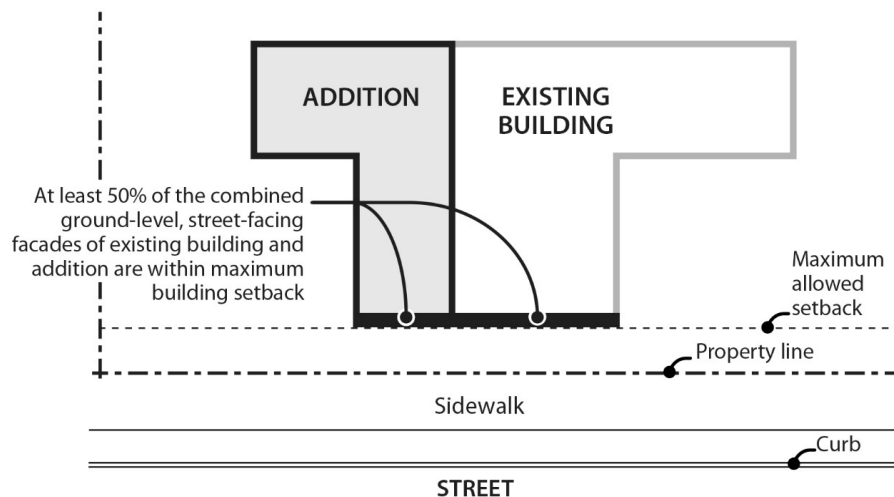 ADDITION
EXISTING
BUILDING
At least 50% of the combined
ground-level, street-facing
facades of existing building and
addition are within maximum
building setback
Maximum
allowed
setback
Property line
Sidewalk
Curb
STREET